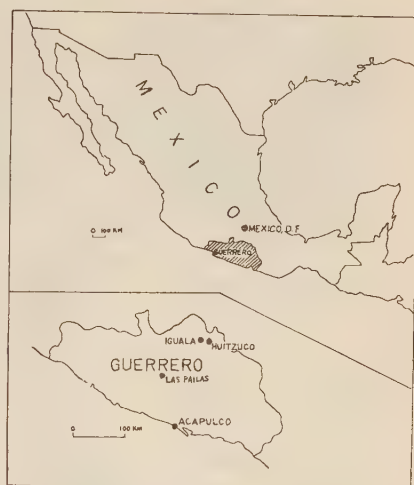 MEXICO
MEXICO, D.F.
GUERRERO
0 100 KM
IGUALA
HUITZUCO
GUERRERO
LAS PAILAS
ACAPULCO
0 100 KM